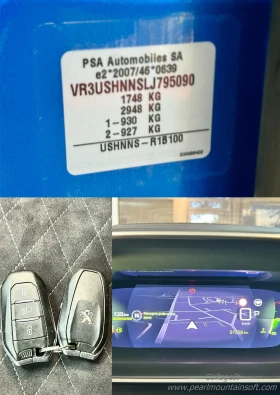 PSA Automobiles SA
e2*2007/46*0639
VR3USHNNSLJ795090
1748 KG
2948 KG
1-930 KG
2-927 KG
USHNNS-R1B100
135км
P
www.pearlmountainsoft.com